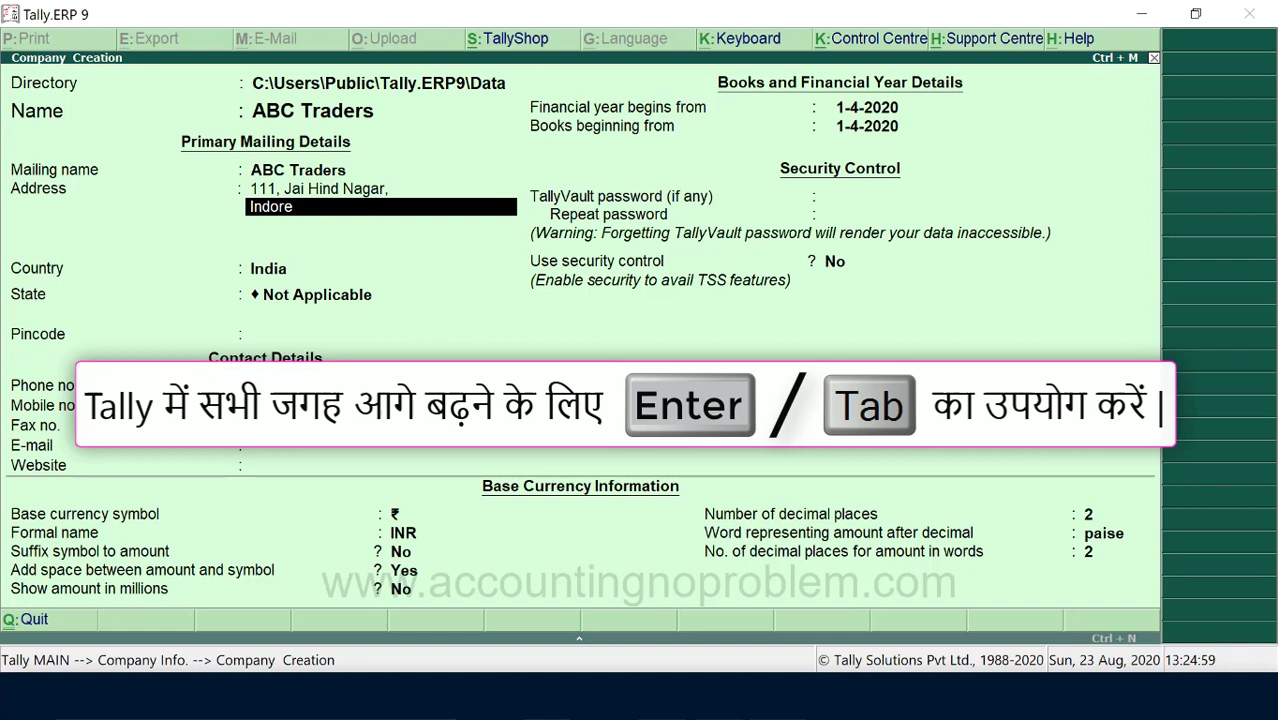 Tally.ERP 9
P:Print E:Export M:E-Mail O:Upload S:TallyShop G:Language K:Keyboard K:Control Centre H:Support Centre H:Help
Company Creation Ctrl + M
Directory : C:\Users\Public\Tally.ERP9\Data
Name : ABC Traders
Primary Mailing Details
Mailing name : ABC Traders
Address : 111, Jai Hind Nagar,
Indore
Country : India
State : ♦ Not Applicable
Pincode :
Contact Details
Phone no
Mobile no
Fax no.
E-mail :
Website :
Books and Financial Year Details
Financial year begins from : 1-4-2020
Books beginning from : 1-4-2020
Security Control
TallyVault password (if any) :
Repeat password :
(Warning: Forgetting TallyVault password will render your data inaccessible.)
Use security control ? No
(Enable security to avail TSS features)
Tally में सभी जगह आगे बढ़ने के लिए Enter / Tab का उपयोग करें |
Base Currency Information
Base currency symbol : ₹
Formal name : INR
Suffix symbol to amount ? No
Add space between amount and symbol ? Yes
Show amount in millions ? No
Number of decimal places : 2
Word representing amount after decimal : paise
No. of decimal places for amount in words : 2
www.accountingnoproblem.com
Q:Quit
Ctrl + N
Tally MAIN --> Company Info. --> Company Creation © Tally Solutions Pvt Ltd., 1988-2020 Sun, 23 Aug, 2020 13:24:59